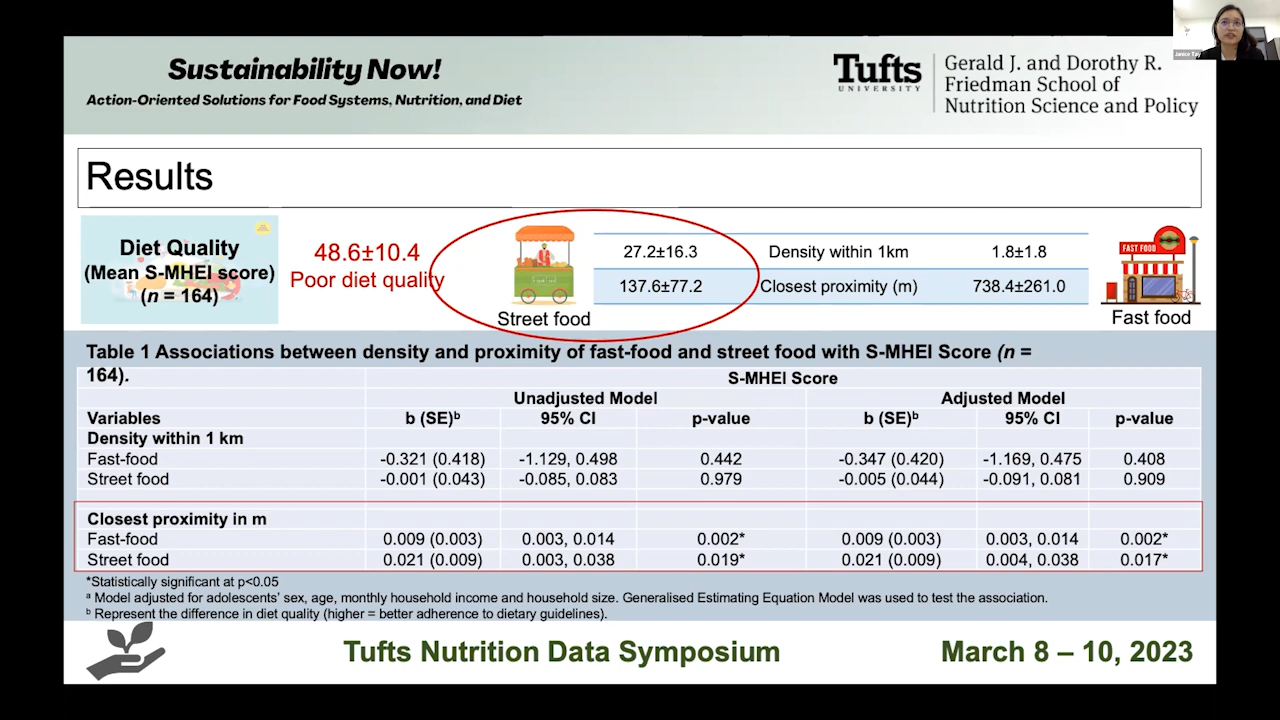 Sustainability Now!
Action-Oriented Solutions for Food Systems, Nutrition, and Diet
Tufts
UNIVERSITY
Gerald J. and Dorothy R.
Friedman School of
Nutrition Science and Policy
Janice Tay
Results
Diet Quality
(Mean S-MHEI score)
(n = 164)
48.6±10.4
Poor diet quality
Street food
27.2±16.3 Density within 1km 1.8±1.8
137.6±77.2 Closest proximity (m) 738.4±261.0
FAST FOOD
Fast food
Table 1 Associations between density and proximity of fast-food and street food with S-MHEI Score (n =
164).
S-MHEI Score
Unadjusted Model Adjusted Model
Variables b (SE)ᵇ 95% CI p-value b (SE)ᵇ 95% CI p-value
Density within 1 km
Fast-food -0.321 (0.418) -1.129, 0.498 0.442 -0.347 (0.420) -1.169, 0.475 0.408
Street food -0.001 (0.043) -0.085, 0.083 0.979 -0.005 (0.044) -0.091, 0.081 0.909
Closest proximity in m
Fast-food 0.009 (0.003) 0.003, 0.014 0.002* 0.009 (0.003) 0.003, 0.014 0.002*
Street food 0.021 (0.009) 0.003, 0.038 0.019* 0.021 (0.009) 0.004, 0.038 0.017*
*Statistically significant at p<0.05
ᵃ Model adjusted for adolescents' sex, age, monthly household income and household size. Generalised Estimating Equation Model was used to test the association.
ᵇ Represent the difference in diet quality (higher = better adherence to dietary guidelines).
Tufts Nutrition Data Symposium
March 8 – 10, 2023